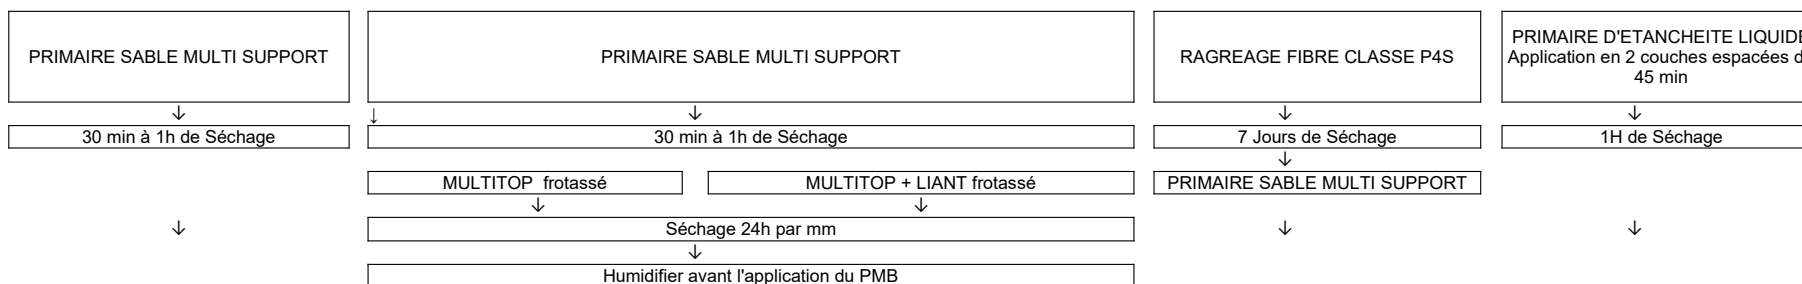 PRIMAIRE SABLE MULTI SUPPORT
PRIMAIRE SABLE MULTI SUPPORT
RAGREAGE FIBRE CLASSE P4S
PRIMAIRE D'ETANCHEITE LIQUIDE
Application en 2 couches espacées d
45 min
↓ ↓ ↓ ↓ ↓
30 min à 1h de Séchage
30 min à 1h de Séchage
7 Jours de Séchage
1H de Séchage
↓
MULTITOP frotassé
MULTITOP + LIANT frotassé
PRIMAIRE SABLE MULTI SUPPORT
↓ ↓
↓
Séchage 24h par mm
↓ ↓
↓
Humidifier avant l'application du PMB